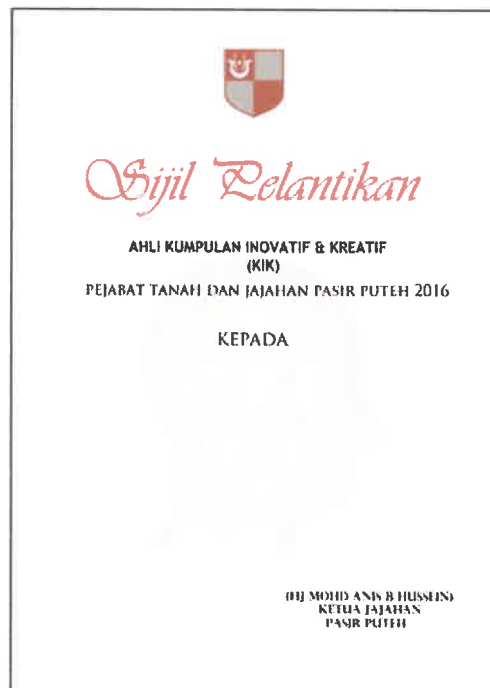 Sijil Pelantikan
AHLI KUMPULAN INOVATIF & KREATIF
(KIK)
PEJABAT TANAH DAN JAJAHAN PASIR PUTEH 2016
KEPADA
(HJ MOHD ANIS B HUSSEIN)
KETUA JAJAHAN
PASIR PUTEH